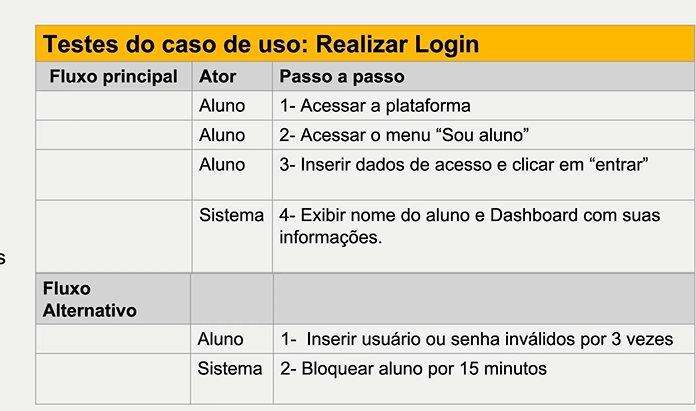 Testes do caso de uso: Realizar Login
Fluxo principal Ator Passo a passo
Aluno 1- Acessar a plataforma
Aluno 2- Acessar o menu “Sou aluno”
Aluno 3- Inserir dados de acesso e clicar em “entrar”
Sistema 4- Exibir nome do aluno e Dashboard com suas
informações.
s
Fluxo
Alternativo
Aluno 1- Inserir usuário ou senha inválidos por 3 vezes
Sistema 2- Bloquear aluno por 15 minutos